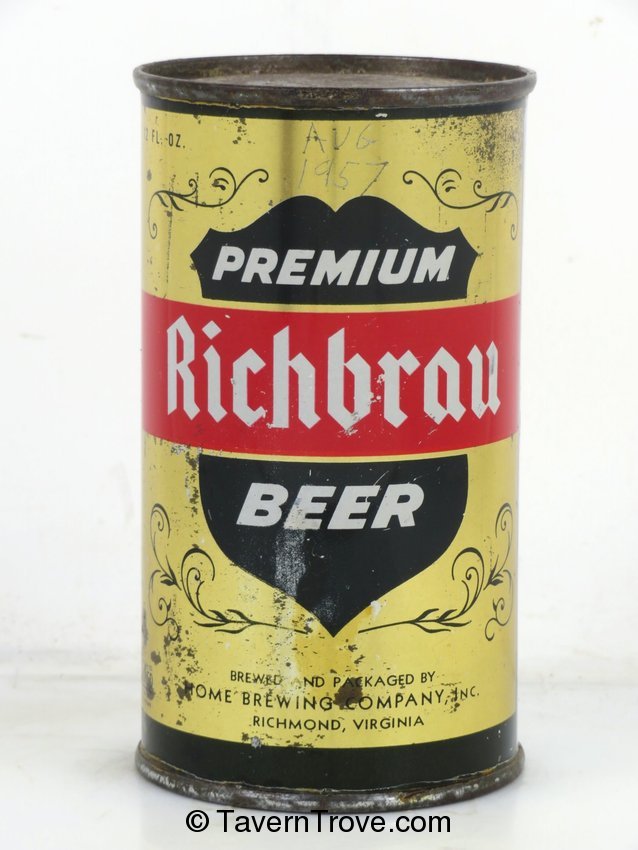 2 FL. OZ.
AUG
1957
PREMIUM
Richbrau
BEER
BREWED AND PACKAGED BY
HOME BREWING COMPANY, INC.
RICHMOND, VIRGINIA
© TavernTrove.com